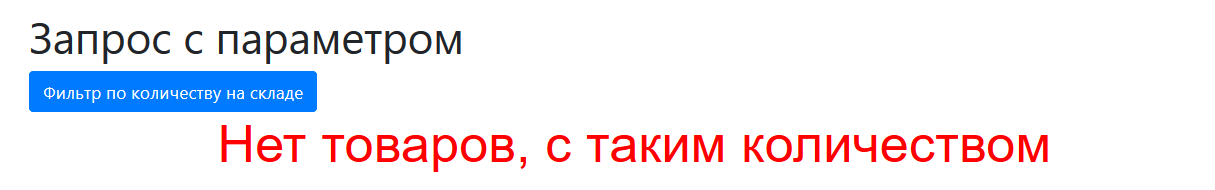 Запрос с параметром
Фильтр по количеству на складе
Нет товаров, с таким количеством